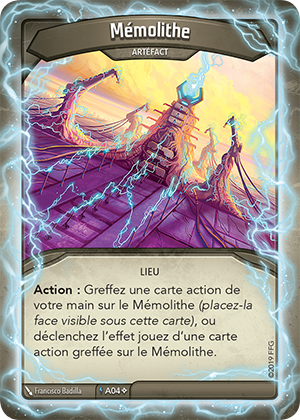 Mémolithe
ARTEFACT
LIEU
Action : Greffez une carte action de
votre main sur le Mémolithe (placez-la
face visible sous cette carte), ou
déclenchez l'effet jouez d'une carte
action greffée sur le Mémolithe.
Francisco Badilla
A04
©2019 FFG